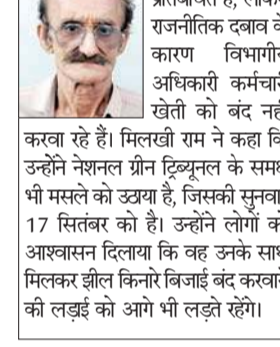 है,
राजनीतिक दबाव
कारण विभागीय
अधिकारी कर्मचार
खेती को बंद नह
करवा रहे हैं। मिलखी राम ने कहा कि
उन्होंने नेशनल ग्रीन ट्रिब्यूनल के सम
भी मसले को उठाया है, जिसकी सुनवा
17 सितंबर को है। उन्होंने लोगों क
आश्वासन दिलाया कि वह उनके सा
मिलकर झील किनारे बिजाई बंद करवा
की लड़ाई को आगे भी लड़ते रहेंगे।